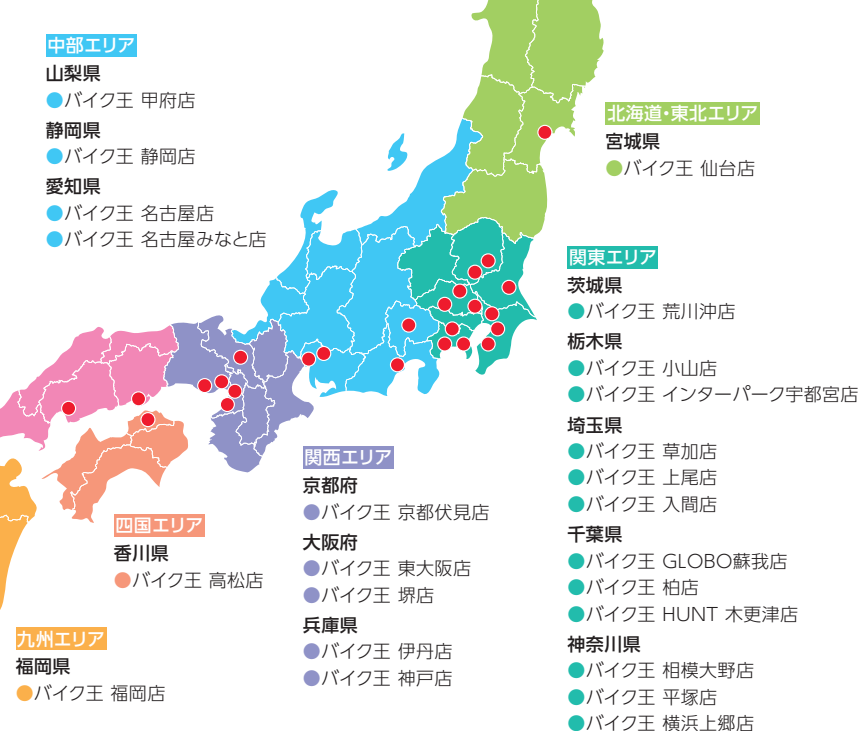 中部エリア
山梨県
●バイク王 甲府店
静岡県
●バイク王 静岡店
愛知県
●バイク王 名古屋店
●バイク王 名古屋みなと店
北海道・東北エリア
宮城県
●バイク王 仙台店
関東エリア
茨城県
●バイク王 荒川沖店
栃木県
●バイク王 小山店
●バイク王 インターパーク宇都宮店
埼玉県
●バイク王 草加店
●バイク王 上尾店
●バイク王 入間店
千葉県
●バイク王 GLOBO蘇我店
●バイク王 柏店
●バイク王 HUNT 木更津店
神奈川県
●バイク王 相模大野店
●バイク王 平塚店
●バイク王 横浜上郷店
関西エリア
京都府
●バイク王 京都伏見店
大阪府
●バイク王 東大阪店
●バイク王 堺店
兵庫県
●バイク王 伊丹店
●バイク王 神戸店
四国エリア
香川県
●バイク王 高松店
九州エリア
福岡県
●バイク王 福岡店